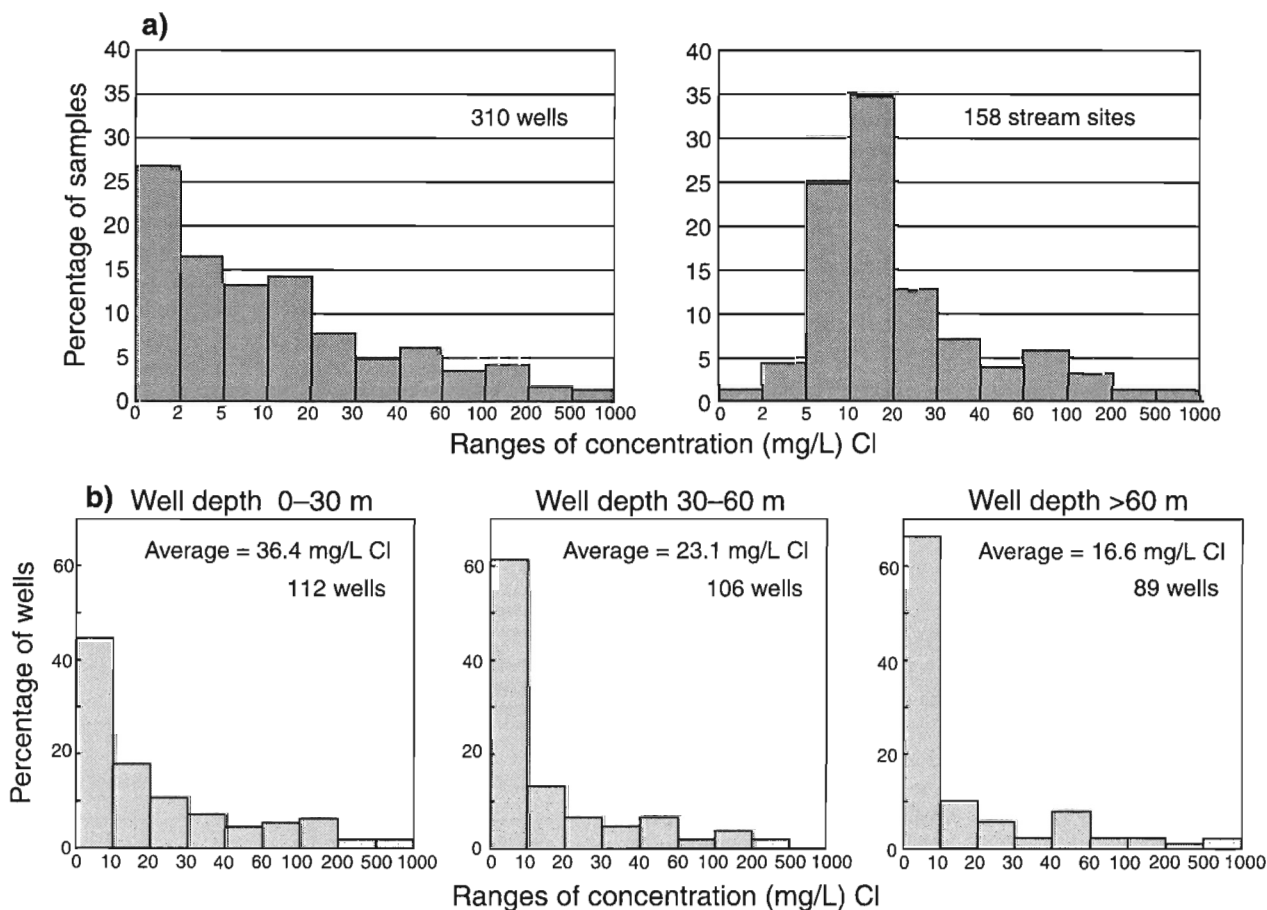 a)
Percentage of samples
40
35
30
25
20
15
10
5
0
310 wells
0 2 5 10 20 30 40 60 100 200 500 1000
40
35
30
25
20
15
10
5
0
158 stream sites
0 2 5 10 20 30 40 60 100 200 500 1000
Ranges of concentration (mg/L) Cl
b) Well depth 0–30 m
Average = 36.4 mg/L Cl
112 wells
Percentage of wells
60
40
20
0
0 10 20 30 40 60 100 200 500 1000
Well depth 30–60 m
Average = 23.1 mg/L Cl
106 wells
60
40
20
0
0 10 20 30 40 60 100 200 500 1000
Well depth >60 m
Average = 16.6 mg/L Cl
89 wells
60
40
20
0
0 10 20 30 40 60 100 200 500 1000
Ranges of concentration (mg/L) Cl